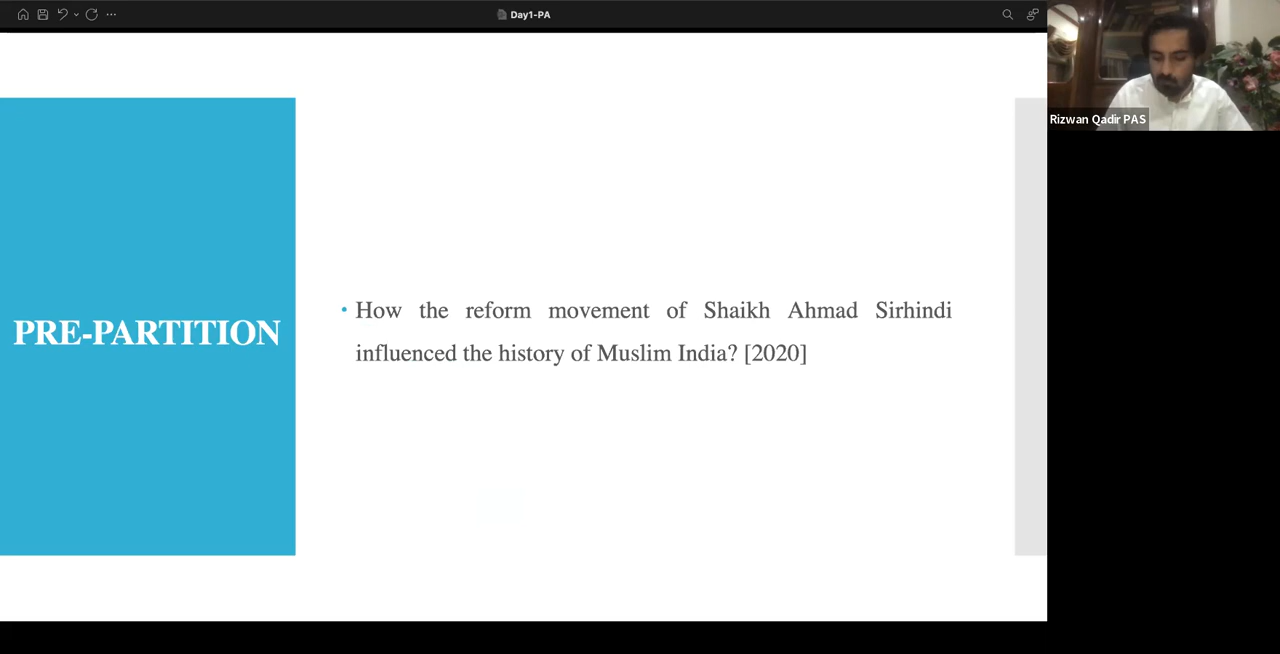 Day1-PA
Rizwan Qadir PAS
PRE-PARTITION
• How the reform movement of Shaikh Ahmad Sirhindi
influenced the history of Muslim India? [2020]